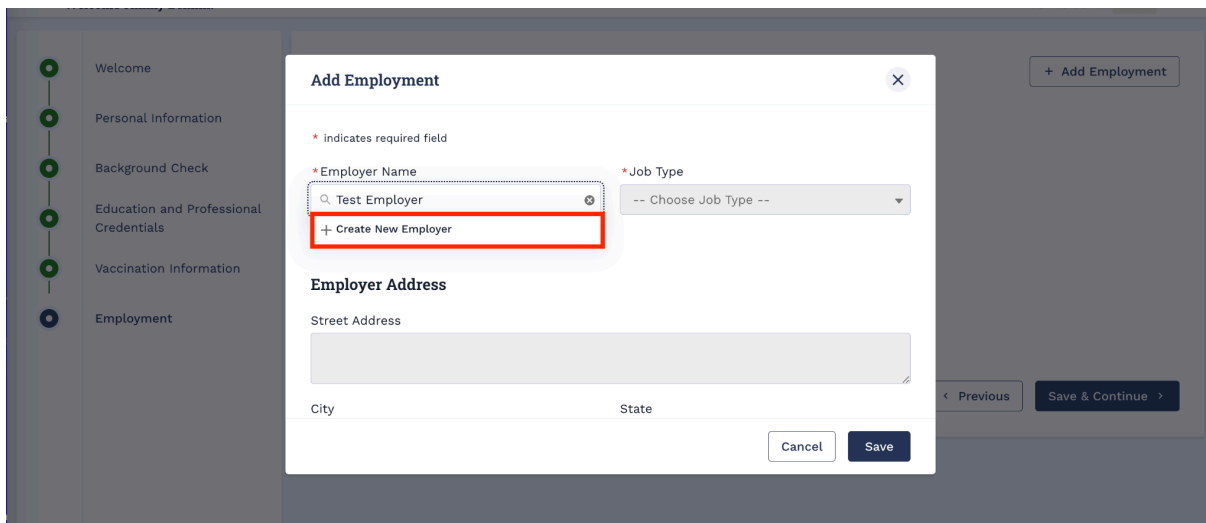 Welcome
Personal Information
Background Check
Education and Professional
Credentials
Vaccination Information
Employment
+ Add Employment
Add Employment
* indicates required field
*Employer Name
*Job Type
Test Employer
-- Choose Job Type --
+ Create New Employer
Employer Address
Street Address
City
State
Cancel
Save
< Previous
Save & Continue >